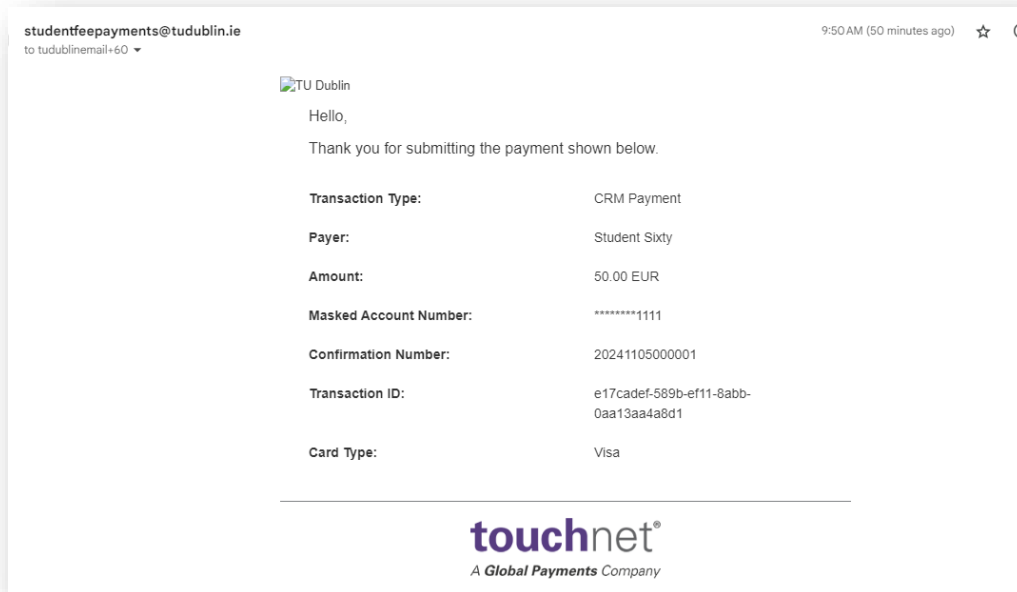 studentfeepayments@tudublin.ie
9:50 AM (50 minutes ago)
to tudublinemail+60
TU Dublin
Hello,
Thank you for submitting the payment shown below.
Transaction Type: CRM Payment
Payer: Student Sixty
Amount: 50.00 EUR
Masked Account Number: ********1111
Confirmation Number: 20241105000001
Transaction ID: e17cadef-589b-ef11-8abb-
0aa13aa4a8d1
Card Type: Visa
touchnet®
A Global Payments Company